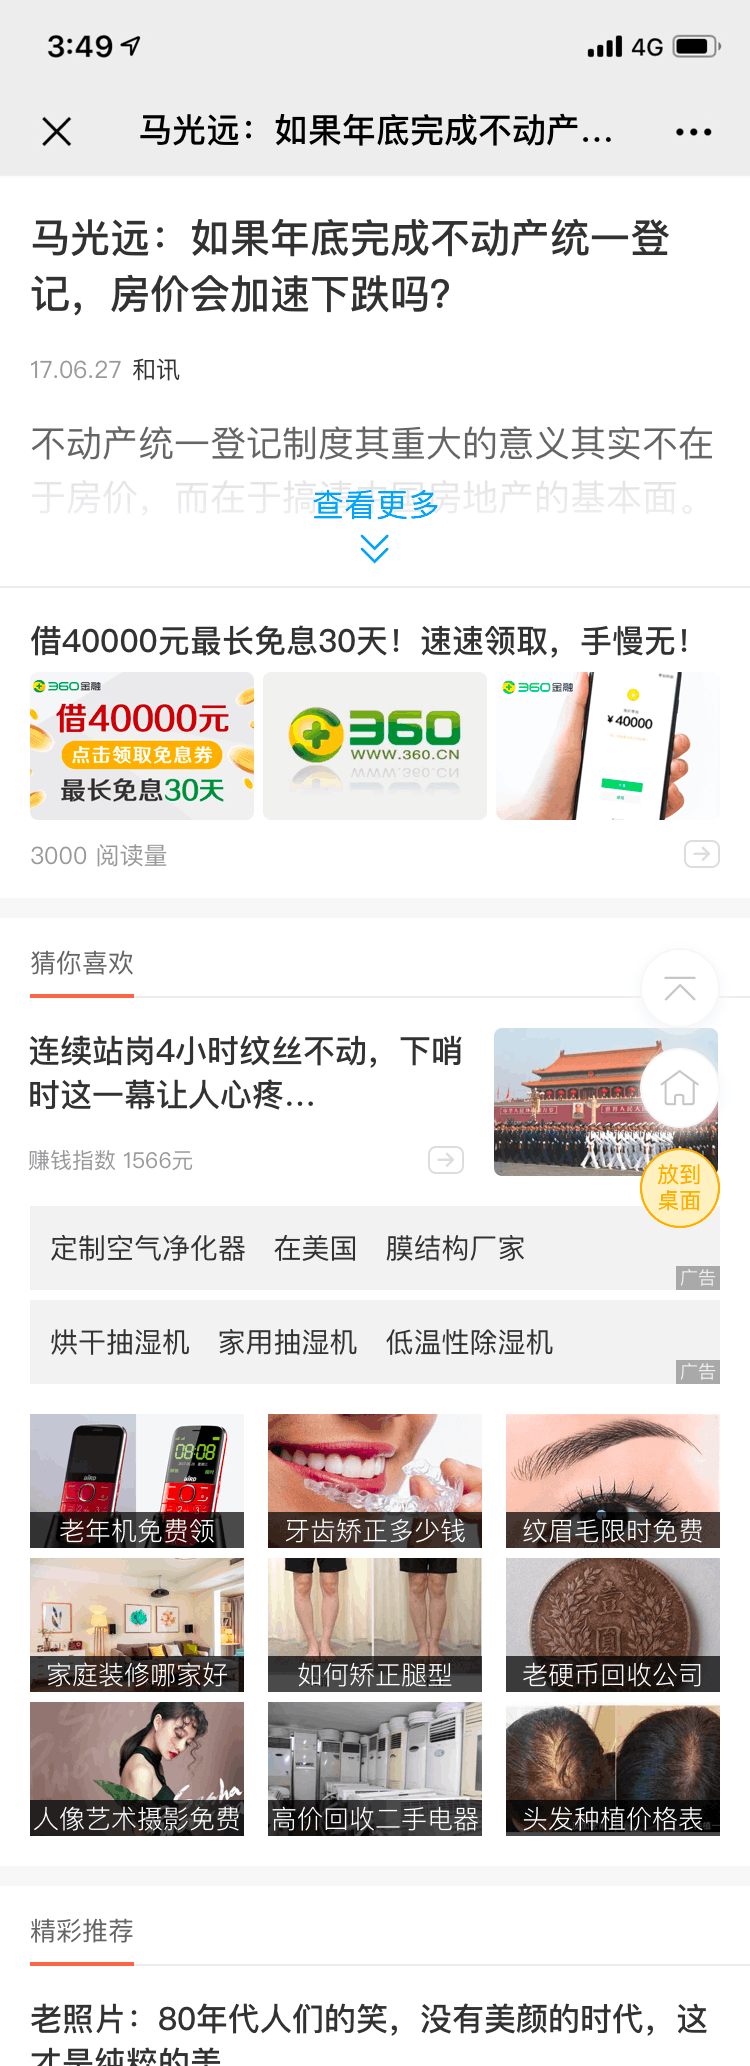 3:49
4G
马光远：如果年底完成不动产...
马光远：如果年底完成不动产统一登
记，房价会加速下跌吗？
17.06.27 和讯
不动产统一登记制度其重大的意义其实不在
于房价，而在于搞清中国房地产的基本面。
查看更多
借40000元最长免息30天！速速领取，手慢无！
360金融
借40000元
点击领取免息券
最长免息30天
360
WWW.360.CN
360金融
¥40000
3000 阅读量
猜你喜欢
连续站岗4小时纹丝不动，下哨
时这一幕让人心疼...
赚钱指数 1566元
放到
桌面
定制空气净化器 在美国 膜结构厂家
广告
烘干抽湿机 家用抽湿机 低温性除湿机
广告
08:08
BIRD
BIRD
老年机免费领
牙齿矫正多少钱
纹眉毛限时免费
家庭装修哪家好
如何矫正腿型
壹圆
老硬币回收公司
人像艺术摄影免费
高价回收二手电器
头发种植价格表
精彩推荐
老照片：80年代人们的笑，没有美颜的时代，这
才是纯粹的美